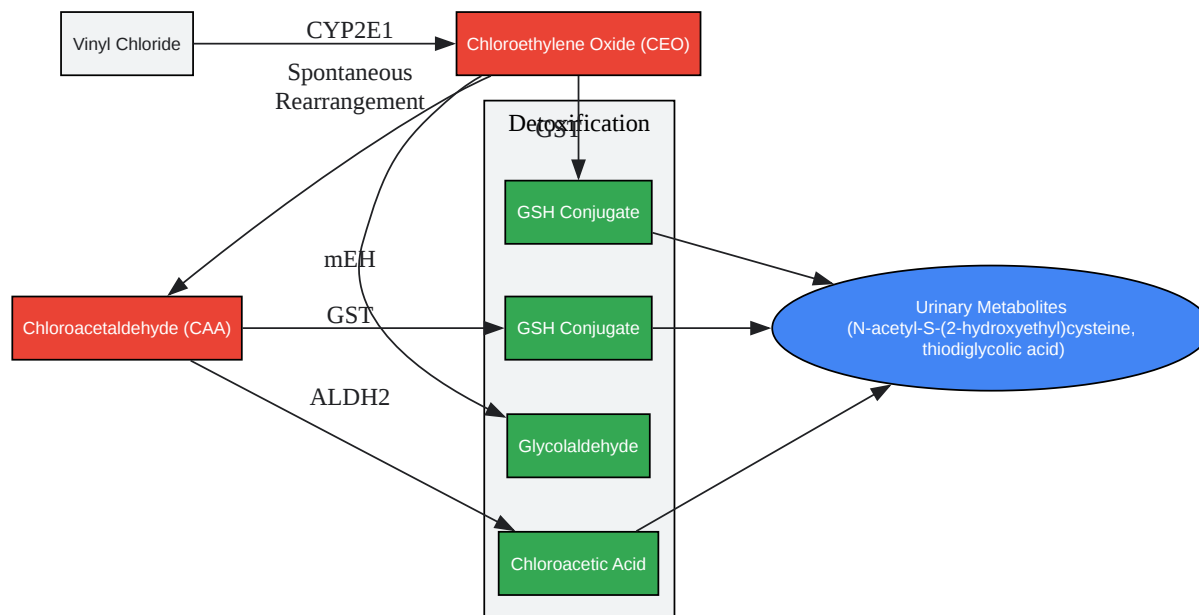 Vinyl Chloride
CYP2E1
Chloroethylene Oxide (CEO)
Spontaneous
Rearrangement
Detoxification
GST
GSH Conjugate
mEH
Chloroacetaldehyde (CAA)
GST
GSH Conjugate
Urinary Metabolites
(N-acetyl-S-(2-hydroxyethyl)cysteine,
thiodiglycolic acid)
ALDH2
Glycolaldehyde
Chloroacetic Acid